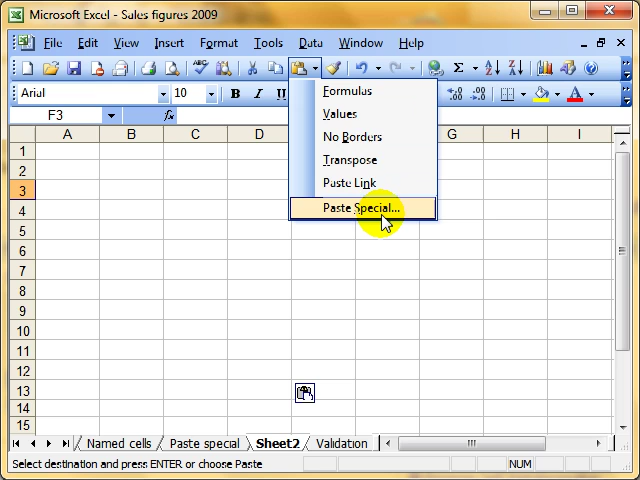 Microsoft Excel - Sales figures 2009
File Edit View Insert Format Tools Data Window Help
ABC Σ A Z Z A ?
Arial 10 B I U .00 A
F3 fx
A B C D G H I
Formulas
Values
No Borders
Transpose
Paste Link
Paste Special...
1
2
3
4
5
6
7
8
9
10
11
12
13
14
15
Named cells Paste special Sheet2 Validation
Select destination and press ENTER or choose Paste NUM